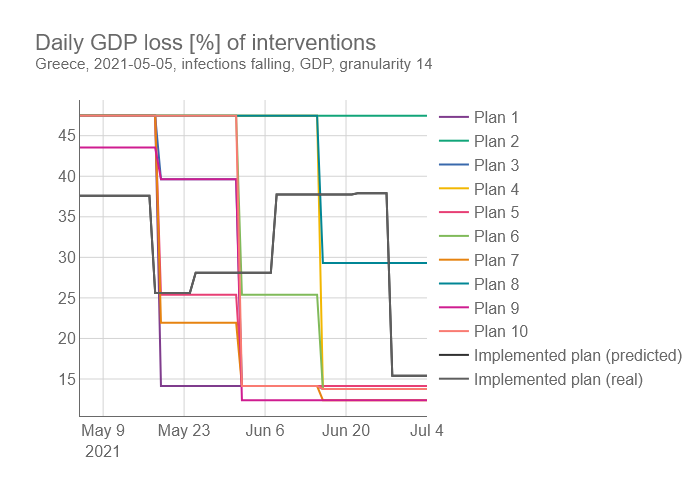 Daily GDP loss [%] of interventions
Greece, 2021-05-05, infections falling, GDP, granularity 14
45
40
35
30
25
20
15
May 9
2021
May 23
Jun 6
Jun 20
Jul 4
Plan 1
Plan 2
Plan 3
Plan 4
Plan 5
Plan 6
Plan 7
Plan 8
Plan 9
Plan 10
Implemented plan (predicted)
Implemented plan (real)